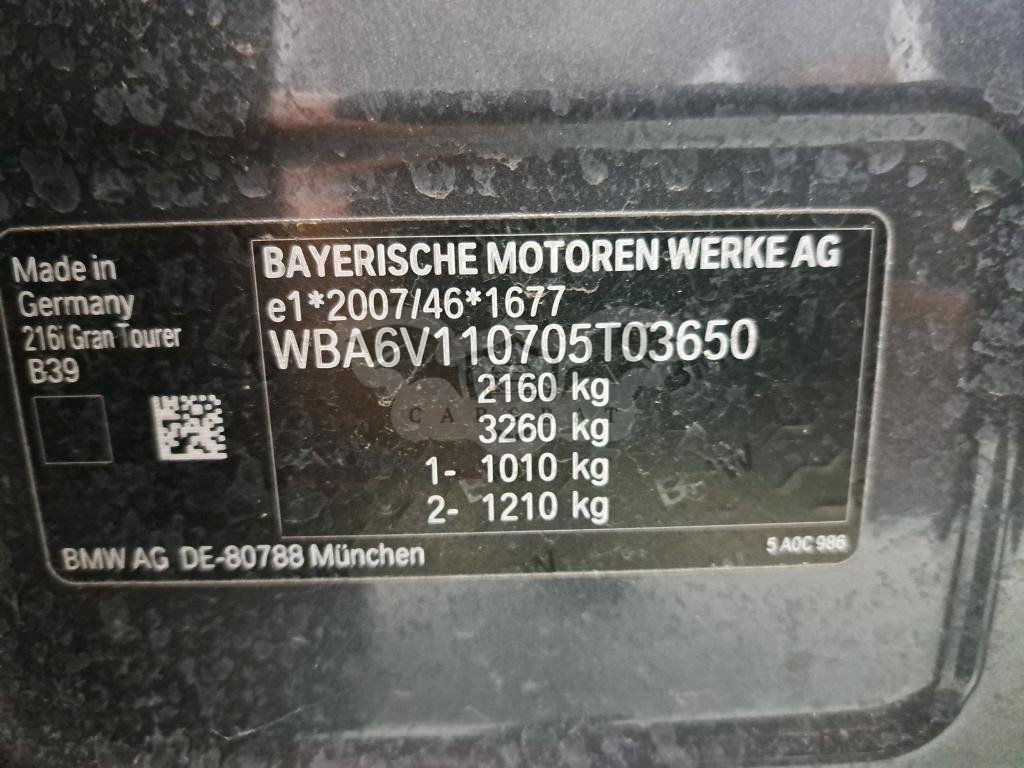 Made in
Germany
216i Gran Tourer
B39
BAYERISCHE MOTOREN WERKE AG
e1*2007/46*1677
WBA6V110705T03650
2160 kg
3260 kg
1- 1010 kg
2- 1210 kg
BMW AG DE-80788 München
5 A0C 986